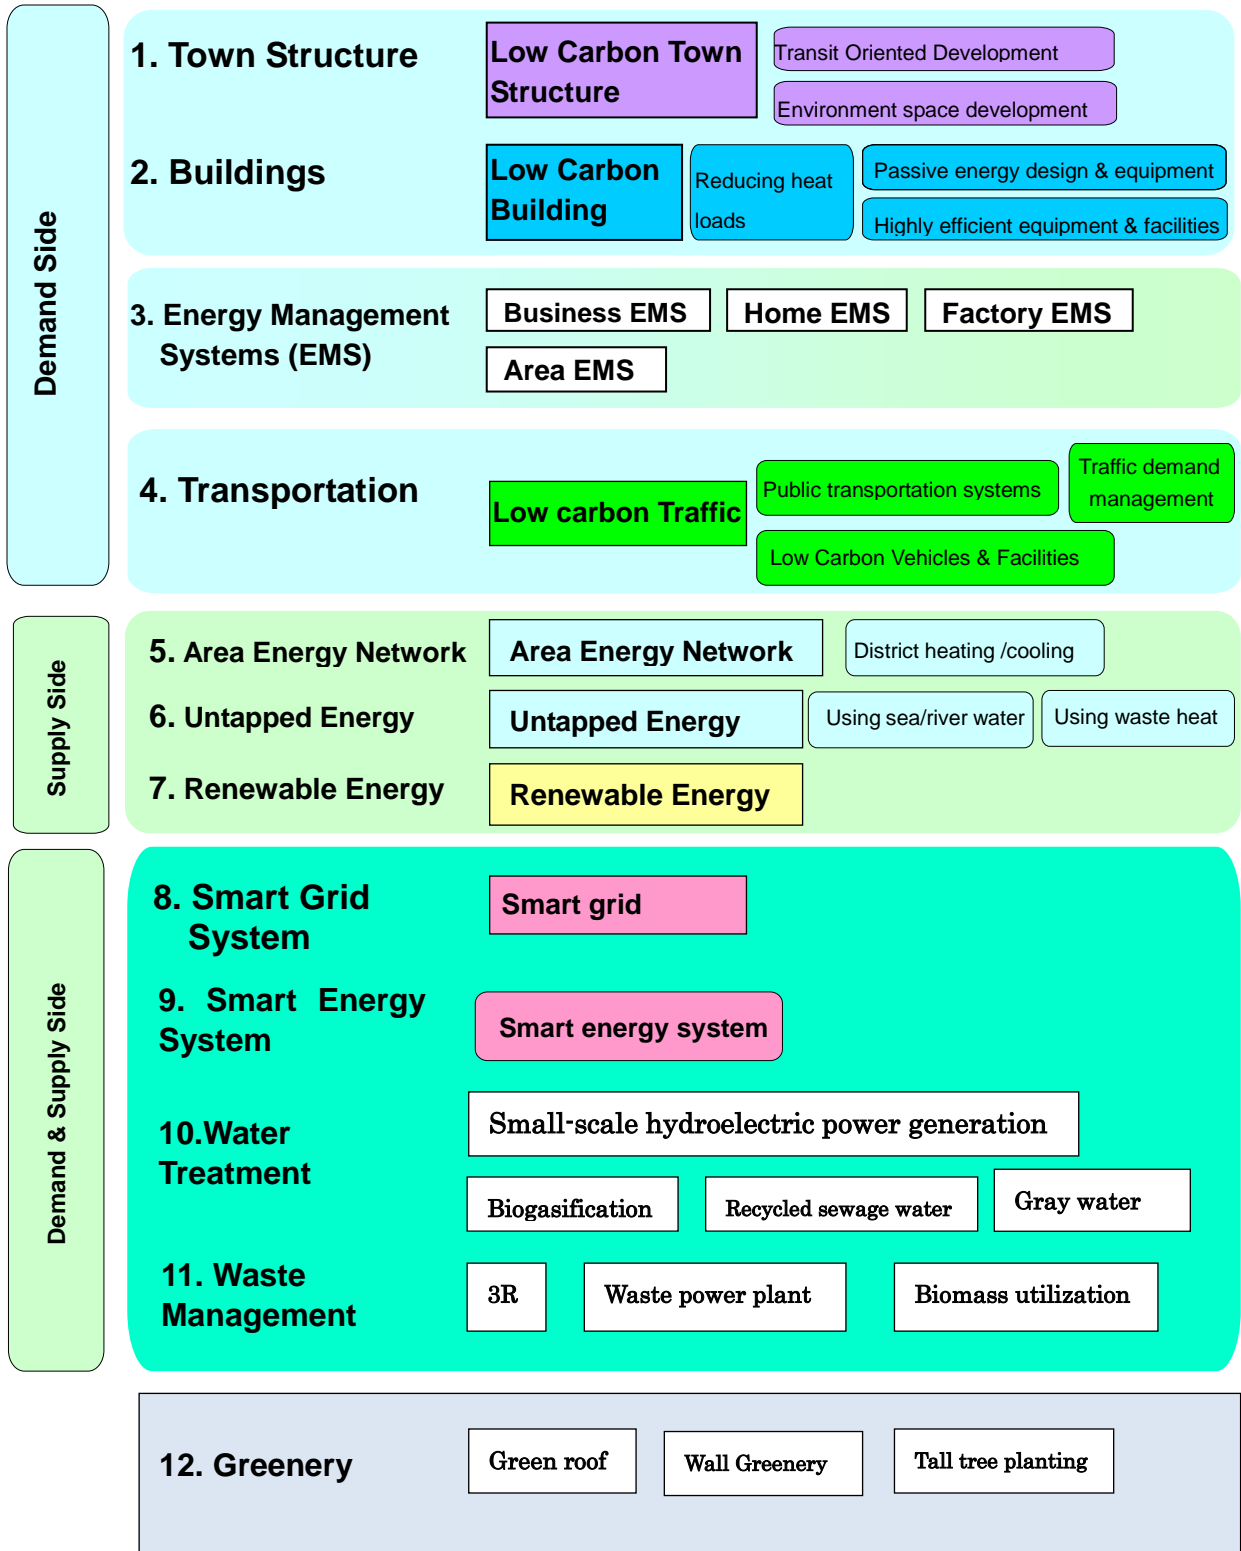 Demand Side
1. Town Structure
Low Carbon Town
Structure
Transit Oriented Development
Environment space development
2. Buildings
Low Carbon
Building
Reducing heat
loads
Passive energy design & equipment
Highly efficient equipment & facilities
3. Energy Management
Systems (EMS)
Business EMS
Home EMS
Factory EMS
Area EMS
4. Transportation
Low carbon Traffic
Public transportation systems
Traffic demand
management
Low Carbon Vehicles & Facilities
Supply Side
5. Area Energy Network
Area Energy Network
District heating /cooling
6. Untapped Energy
Untapped Energy
Using sea/river water
Using waste heat
7. Renewable Energy
Renewable Energy
Demand & Supply Side
8. Smart Grid
System
Smart grid
9. Smart Energy
System
Smart energy system
10.Water
Treatment
Small-scale hydroelectric power generation
Biogasification
Recycled sewage water
Gray water
11. Waste
Management
3R
Waste power plant
Biomass utilization
12. Greenery
Green roof
Wall Greenery
Tall tree planting